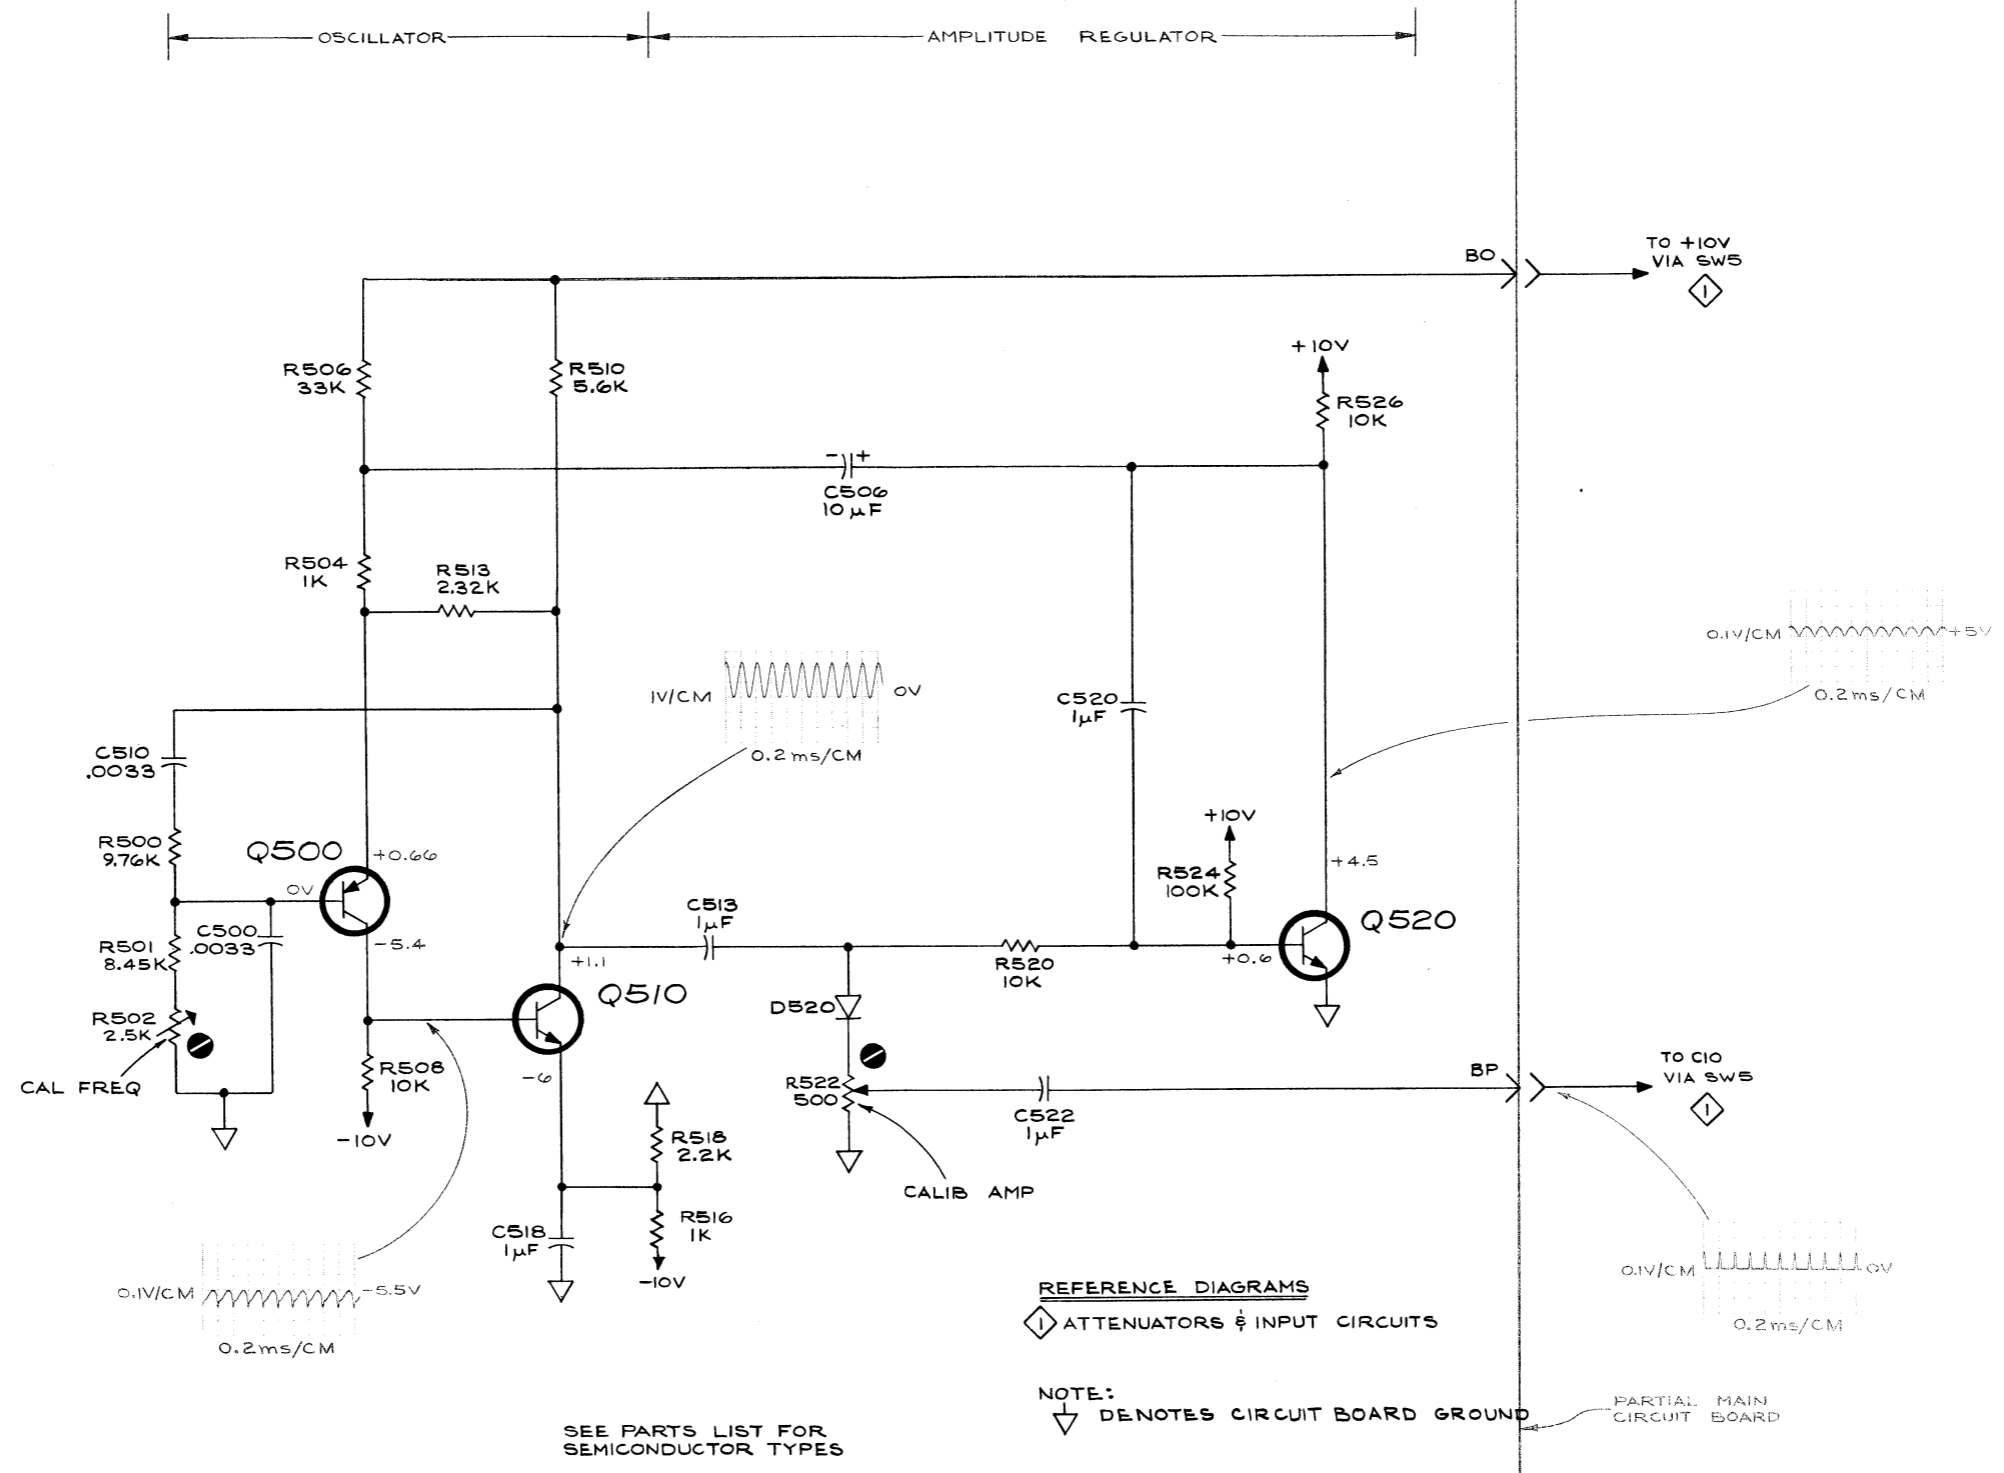 OSCILLATOR
AMPLITUDE REGULATOR
BO
TO +10V
VIA SW5
1
+10V
R506
33K
R510
5.6K
R526
10K
- +
C506
10 µF
R504
1K
R513
2.32K
0.1V/CM
+5V
0.2ms/CM
1V/CM
0V
0.2ms/CM
C520
1µF
C510
.0033
+10V
R500
9.76K
Q500
+0.66
0V
+4.5
R524
100K
C513
1µF
Q520
R501
8.45K
C500
.0033
-5.4
+1.1
+0.6
R520
10K
Q510
D520
R502
2.5K
CAL FREQ
R508
10K
-10V
-6
R522
500
BP
TO C10
VIA SW5
1
C522
1µF
R518
2.2K
CALIB AMP
C518
1µF
R516
1K
-10V
0.1V/CM
-5.5V
0.2ms/CM
0.1V/CM
0V
0.2ms/CM
REFERENCE DIAGRAMS
1 ATTENUATORS & INPUT CIRCUITS
NOTE:
DENOTES CIRCUIT BOARD GROUND
PARTIAL MAIN
CIRCUIT BOARD
SEE PARTS LIST FOR
SEMICONDUCTOR TYPES